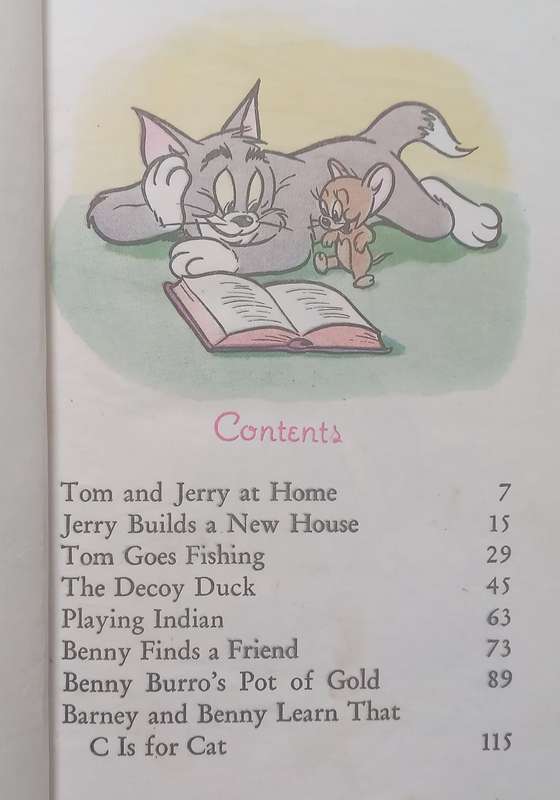 Contents
Tom and Jerry at Home 7
Jerry Builds a New House 15
Tom Goes Fishing 29
The Decoy Duck 45
Playing Indian 63
Benny Finds a Friend 73
Benny Burro's Pot of Gold 89
Barney and Benny Learn That
C Is for Cat 115